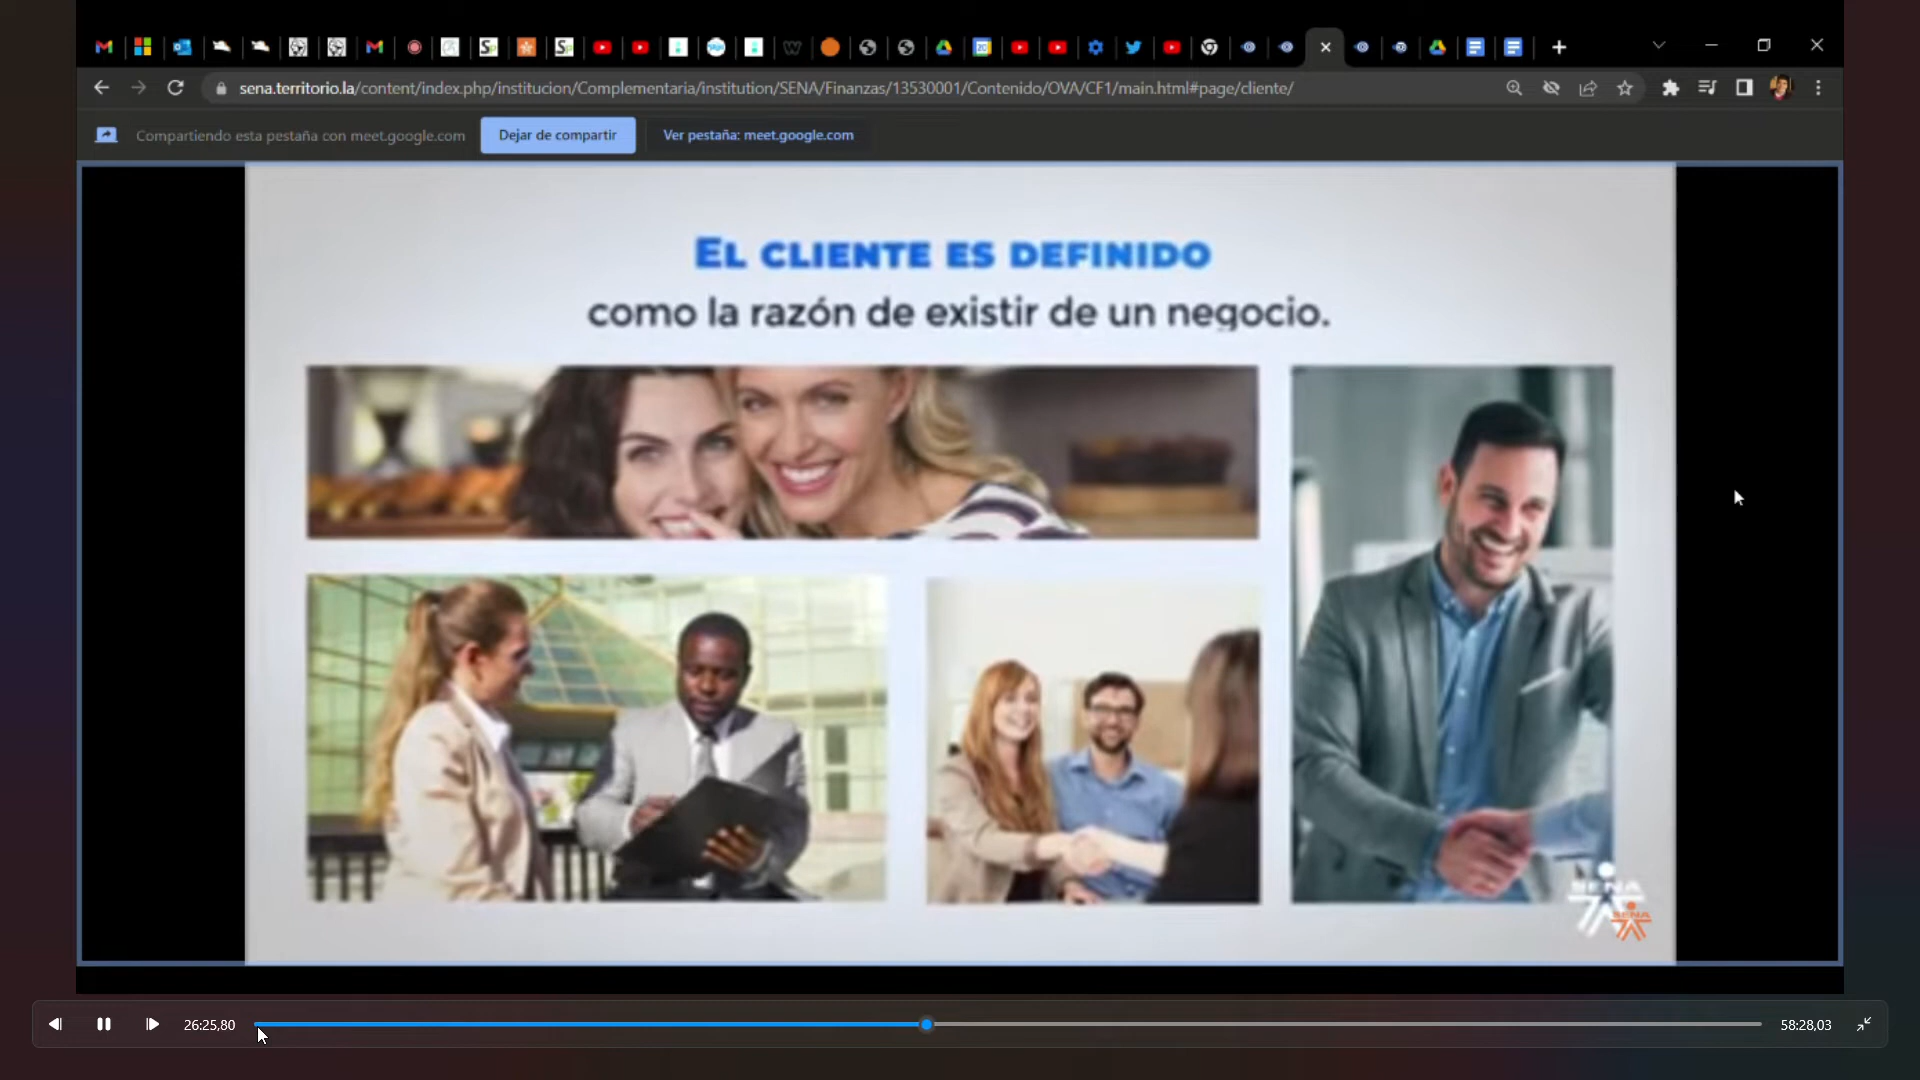 sena.territorio.la/content/index.php/institucion/Complementaria/institution/SENA/Finanzas/13530001/Contenido/OVA/CF1/main.html#page/cliente/
Compartiendo esta pestaña con meet.google.com
Dejar de compartir
Ver pestaña: meet.google.com
EL CLIENTE ES DEFINIDO
como la razón de existir de un negocio.
SENA
SENA
26:25,80
58:28,03